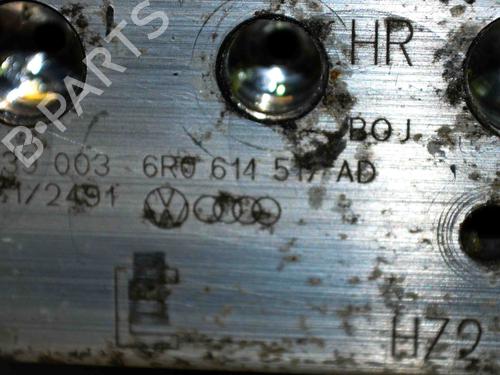 HR
B-PARTS
BOJ.
003 6R0 614 517 AD
1/2491
HZ2